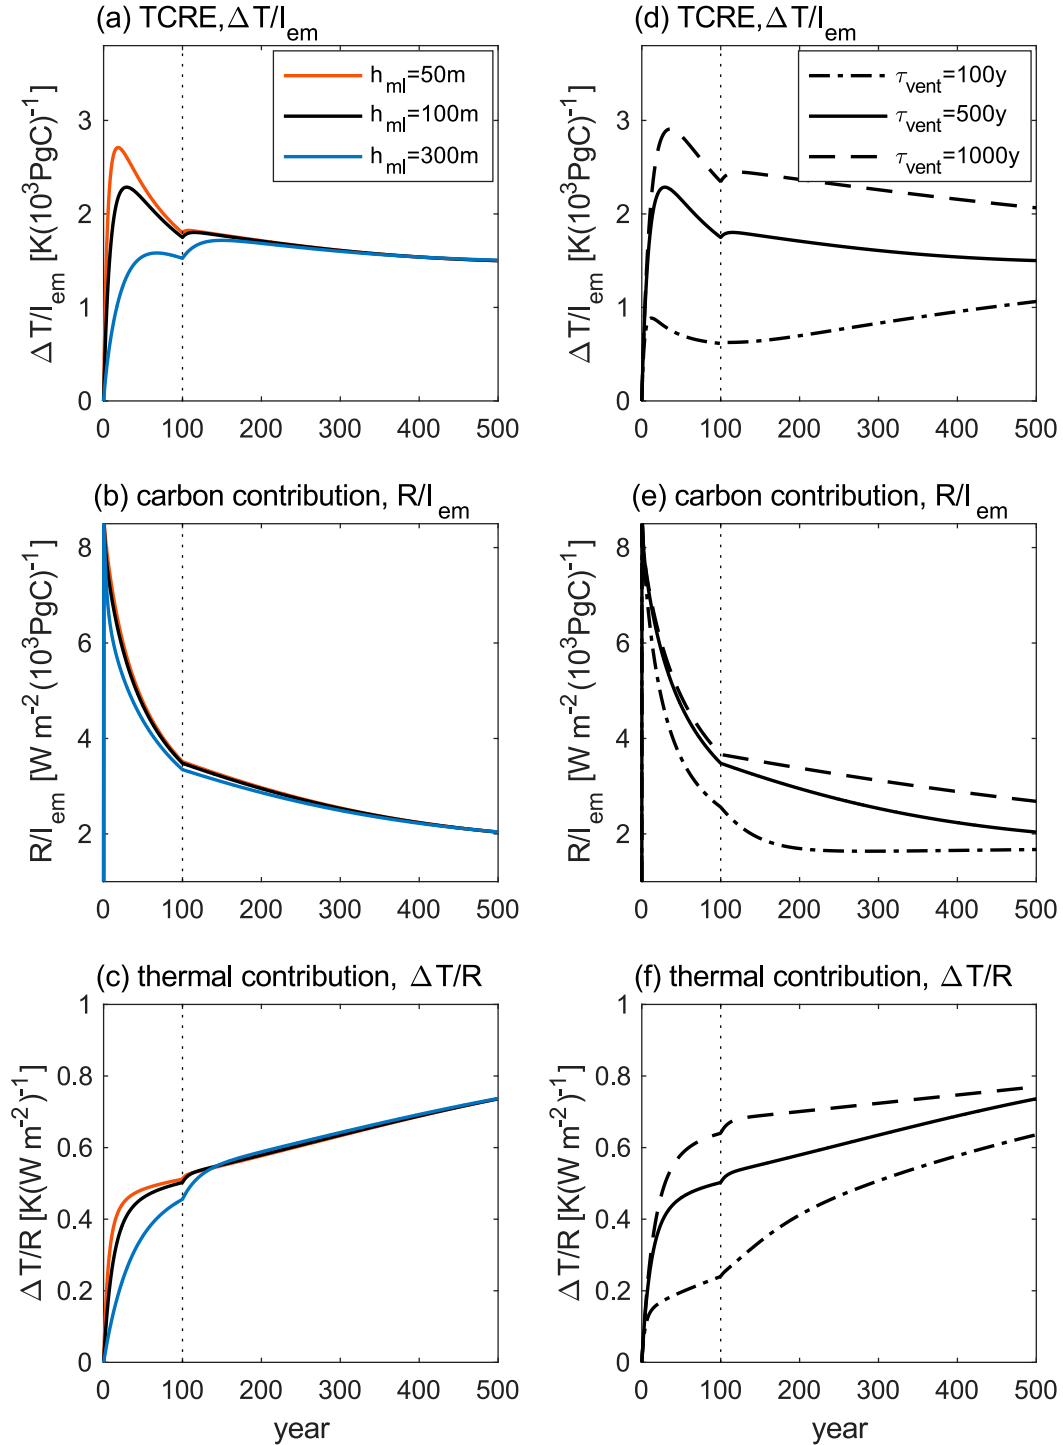 (a) TCRE, ΔT/I_em
ΔT/I_em [K(10^3PgC)^-1]
3
2
1
0
h_ml=50m
h_ml=100m
h_ml=300m
0 100 200 300 400 500
(d) TCRE, ΔT/I_em
ΔT/I_em [K(10^3PgC)^-1]
3
2
1
0
τ_vent=100y
τ_vent=500y
τ_vent=1000y
0 100 200 300 400 500
(b) carbon contribution, R/I_em
R/I_em [W m^-2 (10^3PgC)^-1]
8
6
4
2
0 100 200 300 400 500
(e) carbon contribution, R/I_em
R/I_em [W m^-2 (10^3PgC)^-1]
8
6
4
2
0 100 200 300 400 500
(c) thermal contribution, ΔT/R
ΔT/R [K(W m^-2)^-1]
1
0.8
0.6
0.4
0.2
0
0 100 200 300 400 500
year
(f) thermal contribution, ΔT/R
ΔT/R [K(W m^-2)^-1]
1
0.8
0.6
0.4
0.2
0
0 100 200 300 400 500
year